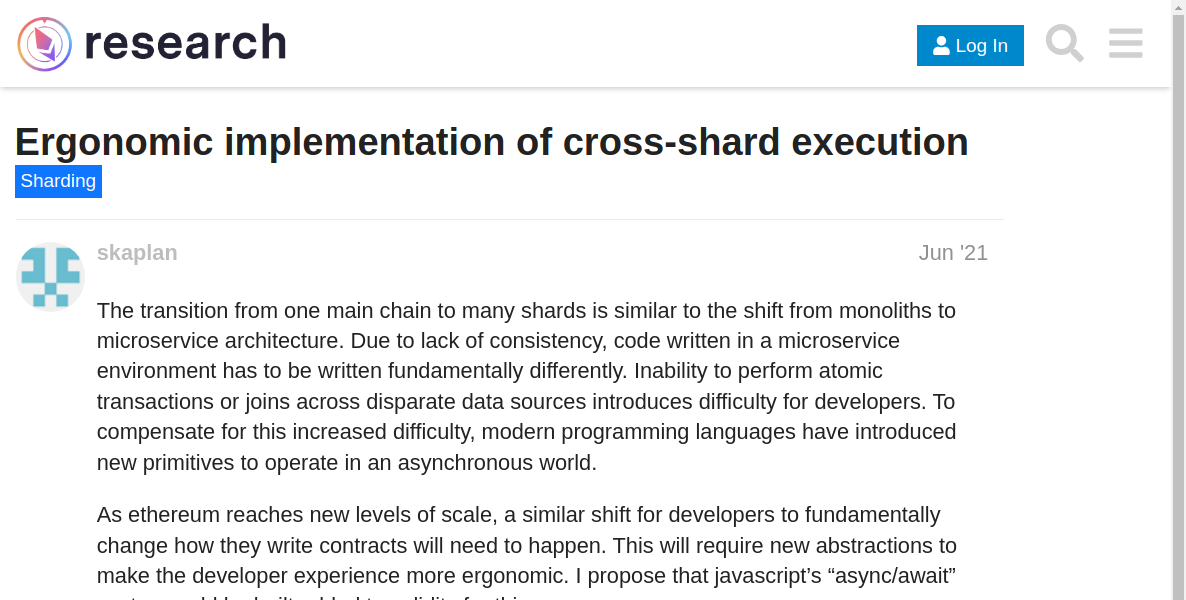 research
Log In
Ergonomic implementation of cross-shard execution
Sharding
skaplan
Jun '21
The transition from one main chain to many shards is similar to the shift from monoliths to
microservice architecture. Due to lack of consistency, code written in a microservice
environment has to be written fundamentally differently. Inability to perform atomic
transactions or joins across disparate data sources introduces difficulty for developers. To
compensate for this increased difficulty, modern programming languages have introduced
new primitives to operate in an asynchronous world.
As ethereum reaches new levels of scale, a similar shift for developers to fundamentally
change how they write contracts will need to happen. This will require new abstractions to
make the developer experience more ergonomic. I propose that javascript’s “async/await”